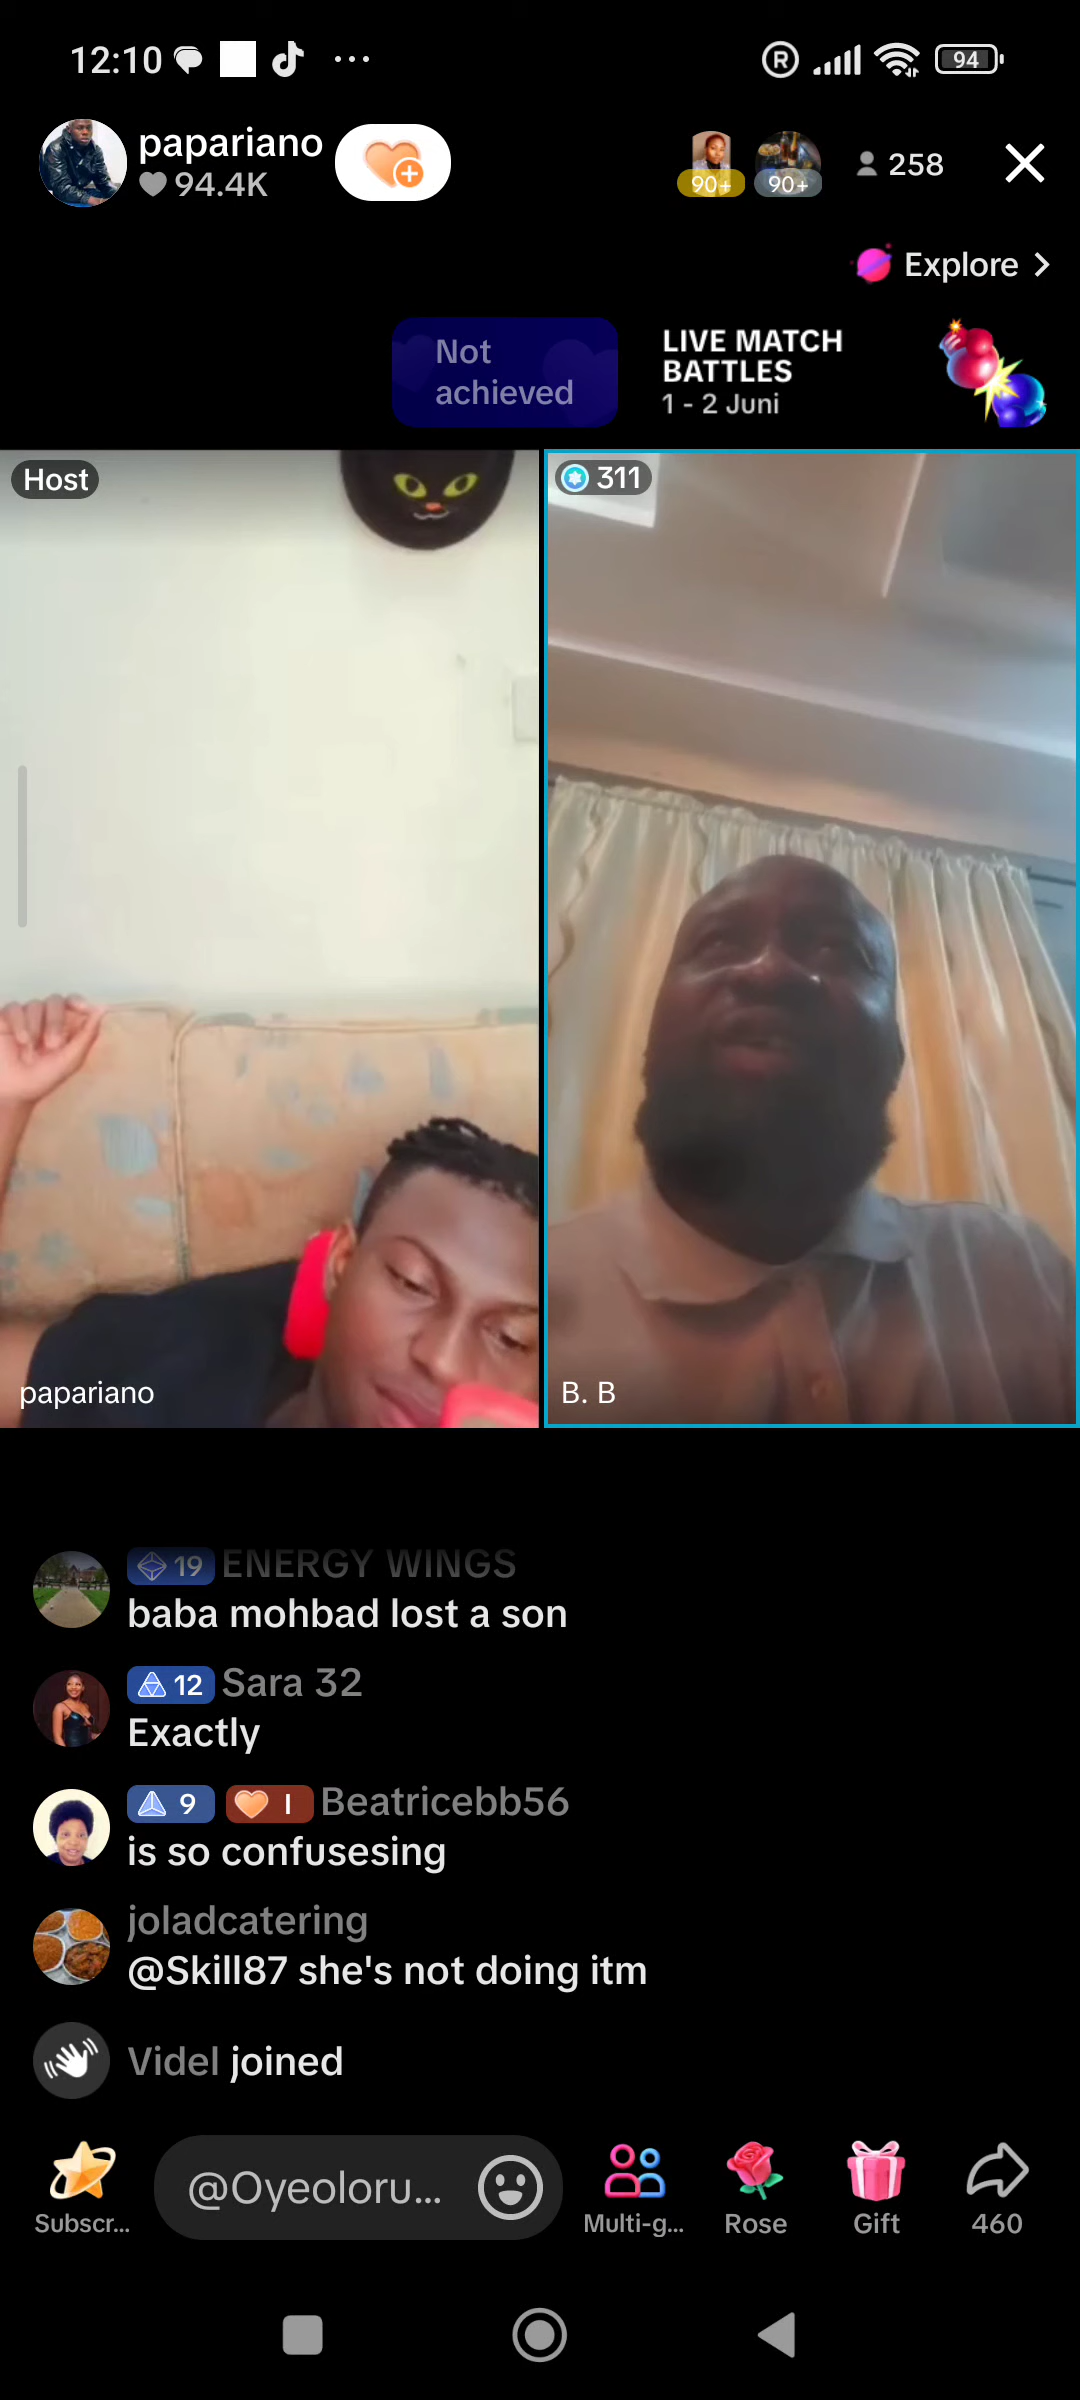 12:10
94
papariano
94.4K
90+
90+
258
Explore
Not
achieved
LIVE MATCH
BATTLES
1 - 2 Juni
Host
311
papariano
B. B
19 ENERGY WINGS
baba mohbad lost a son
12 Sara 32
Exactly
9 I Beatricebb56
is so confusesing
joladcatering
@Skill87 she's not doing itm
Videl joined
@Oyeoloru...
Subscr...
Multi-g...
Rose
Gift
460